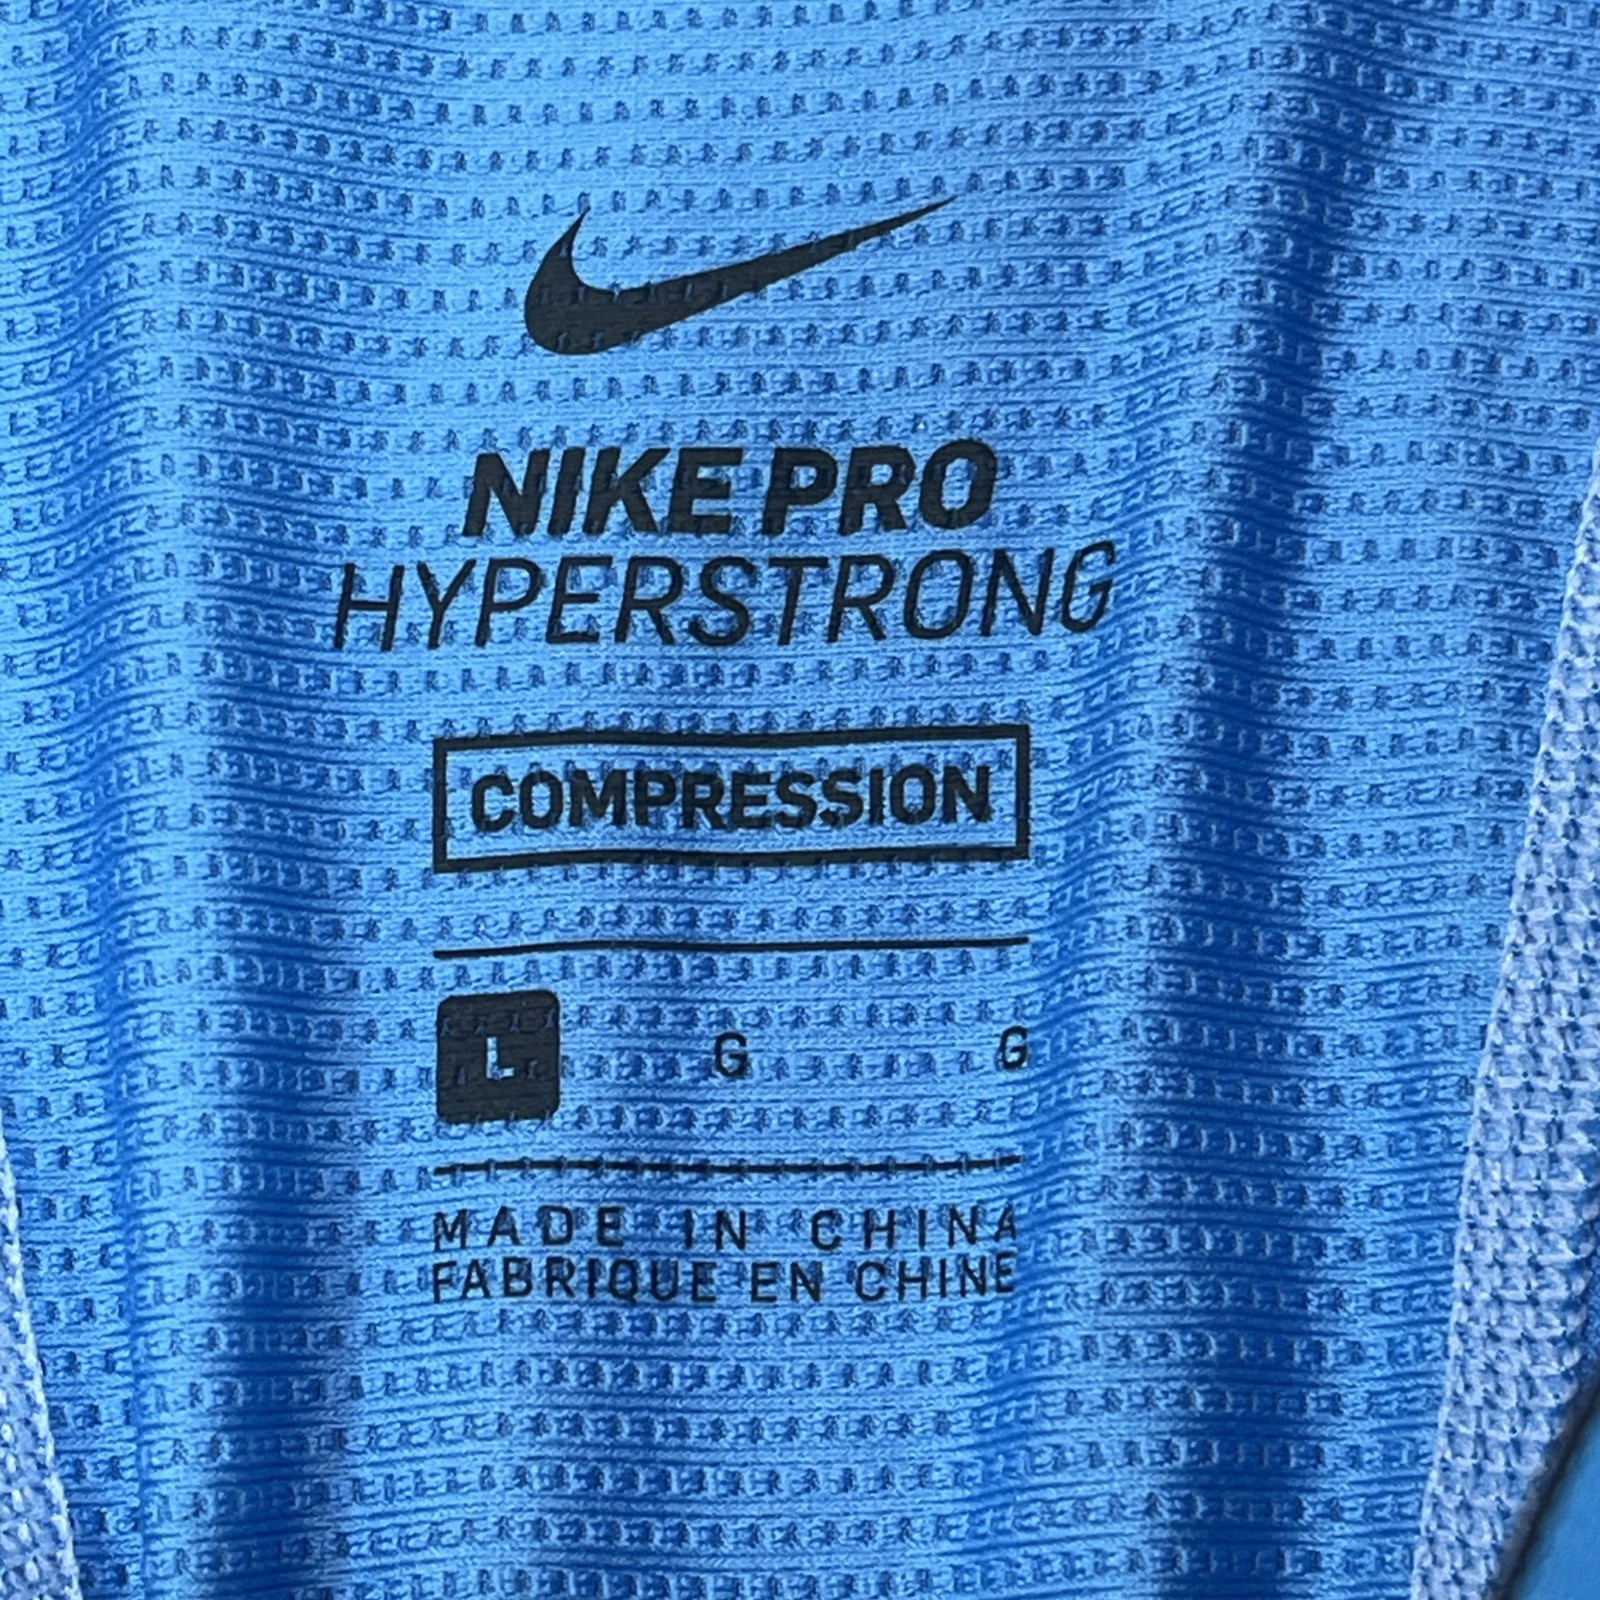 NIKE PRO
HYPERSTRONG
COMPRESSION
L G G
MADE IN CHINA
FABRIQUE EN CHINE